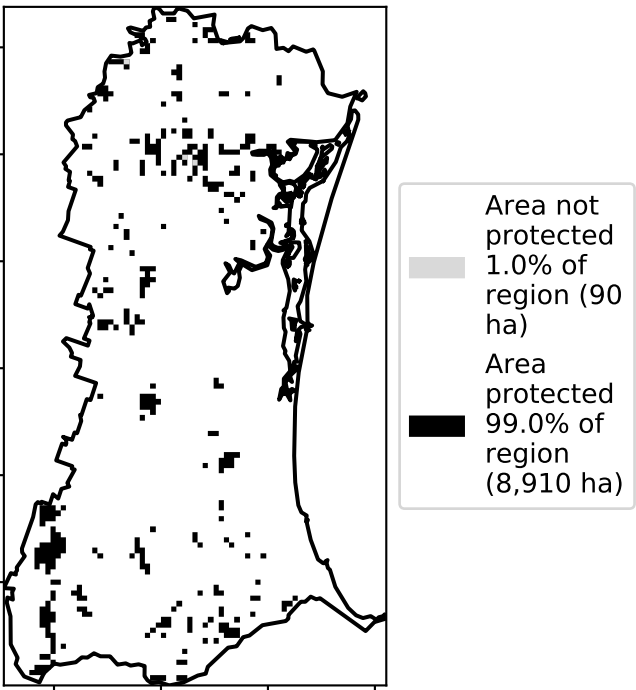 Area not
protected
1.0% of
region (90
ha)
Area
protected
99.0% of
region
(8,910 ha)